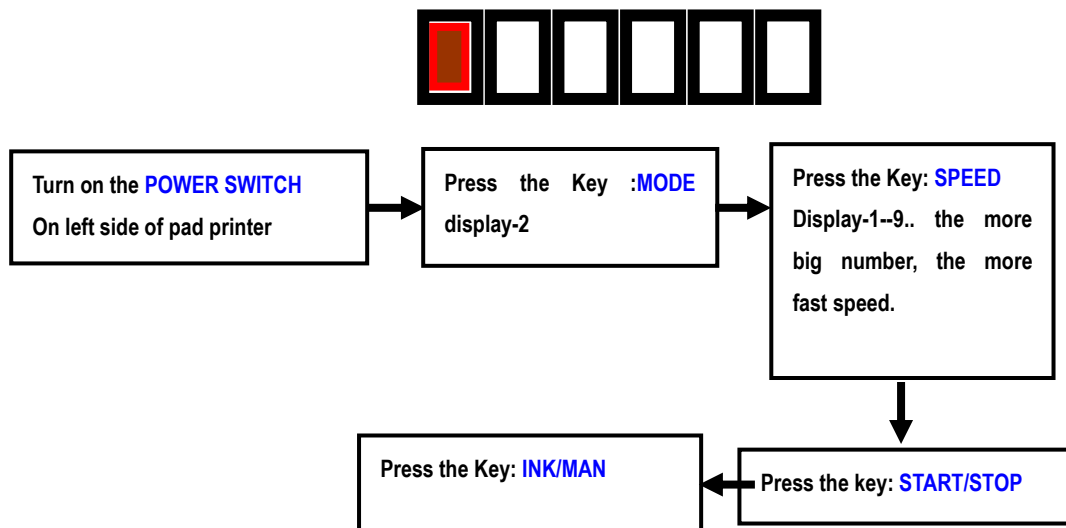 Turn on the POWER SWITCH
On left side of pad printer
Press the Key :MODE
display-2
Press the Key: SPEED
Display-1--9.. the more
big number, the more
fast speed.
Press the key: START/STOP
Press the Key: INK/MAN